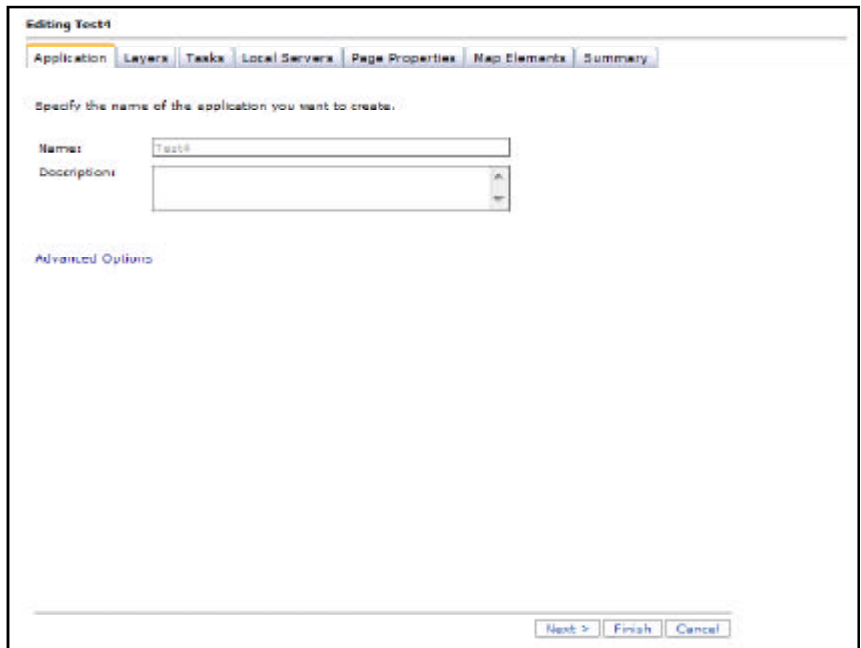 Editing Test4
Application Layers Tasks Local Servers Page Properties Map Elements Summary
Specify the name of the application you want to create.
Name: Test4
Description:
Advanced Options
Next > Finish Cancel